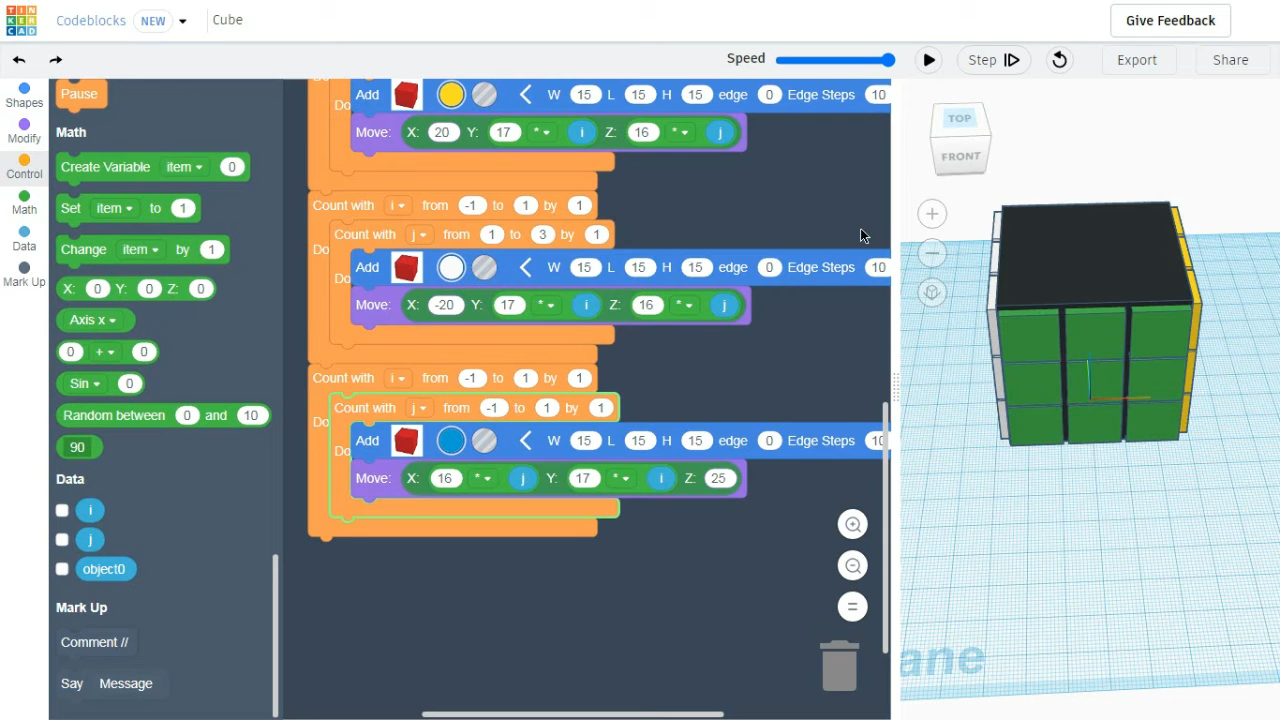 TIN KER CAD
Codeblocks NEW Cube
Give Feedback
Speed Step Export Share
Shapes
Modify
Control
Math
Data
Mark Up
Pause
Math
Create Variable item 0
Set item to 1
Change item by 1
X: 0 Y: 0 Z: 0
Axis x
0 + 0
Sin 0
Random between 0 and 10
90
Data
i
j
object0
Mark Up
Comment //
Say Message
Do
Add W 15 L 15 H 15 edge 0 Edge Steps 10
Move: X: 20 Y: 17 * i Z: 16 * j
Count with i from -1 to 1 by 1
Do Count with j from 1 to 3 by 1
Do Add W 15 L 15 H 15 edge 0 Edge Steps 10
Move: X: -20 Y: 17 * i Z: 16 * j
Count with i from -1 to 1 by 1
Do Count with j from -1 to 1 by 1
Do Add W 15 L 15 H 15 edge 0 Edge Steps 10
Move: X: 16 * j Y: 17 * i Z: 25
TOP
FRONT
ane